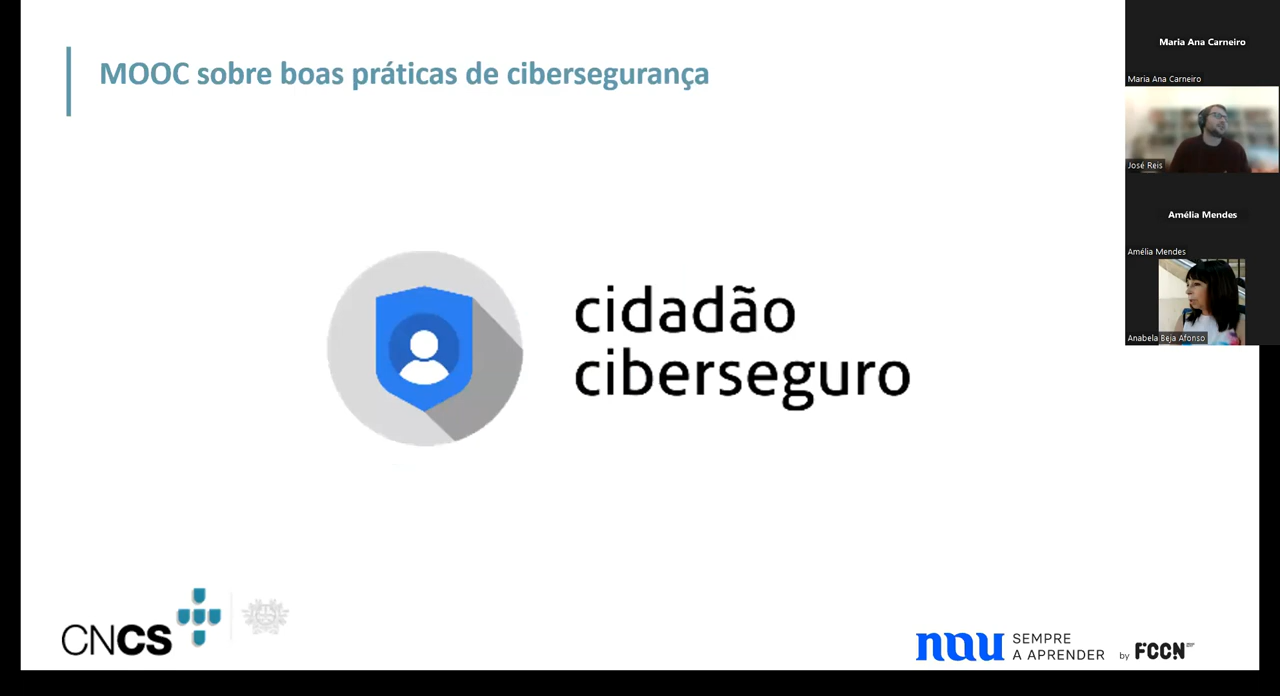 MOOC sobre boas práticas de cibersegurança
Maria Ana Carneiro
Maria Ana Carneiro
José Reis
Amélia Mendes
Amélia Mendes
Anabela Beja Afonso
cidadão
ciberseguro
CNCS
nau SEMPRE
A APRENDER
by FCCN